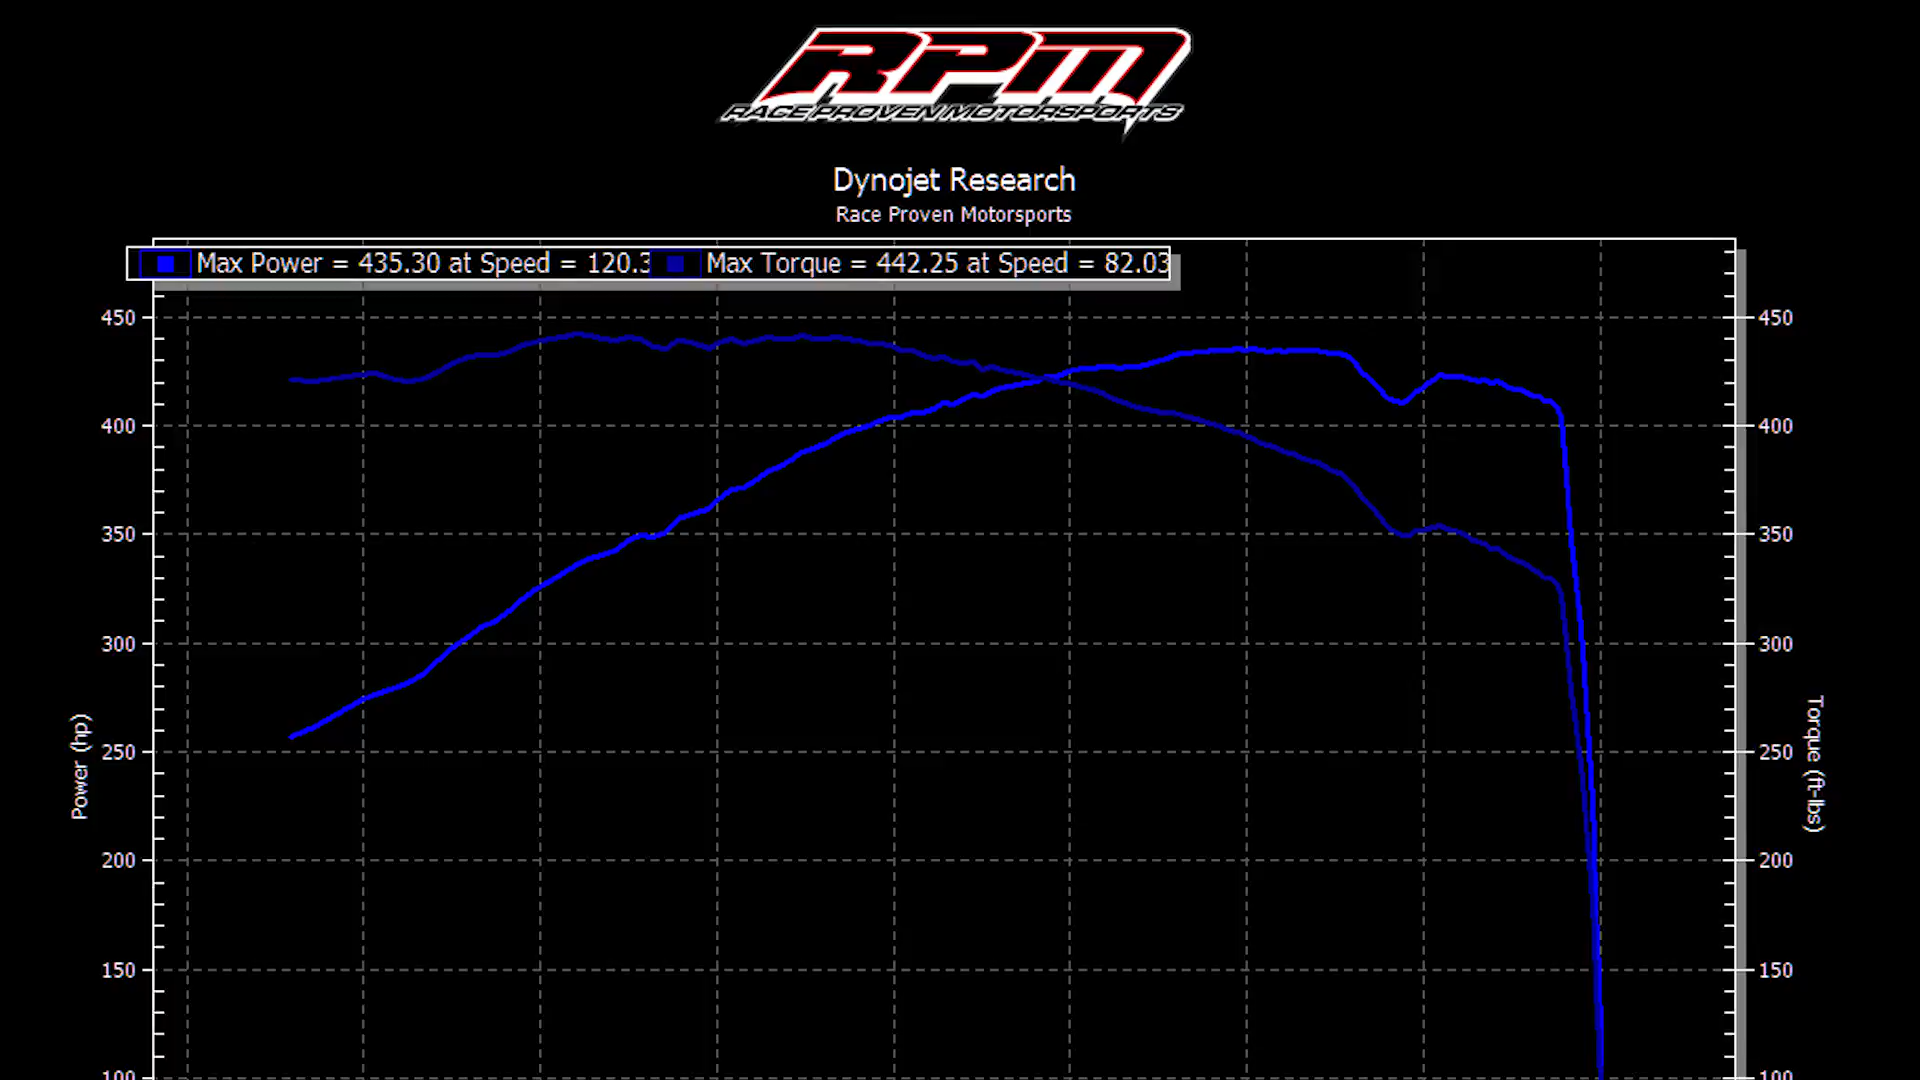 RPM
RACE PROVEN MOTORSPORTS
Dynojet Research
Race Proven Motorsports
Max Power = 435.30 at Speed = 120.3 Max Torque = 442.25 at Speed = 82.03
450 450
400 400
350 350
300 300
250 250
200 200
150 150
100 100
Power (hp)
Torque (ft-lbs)